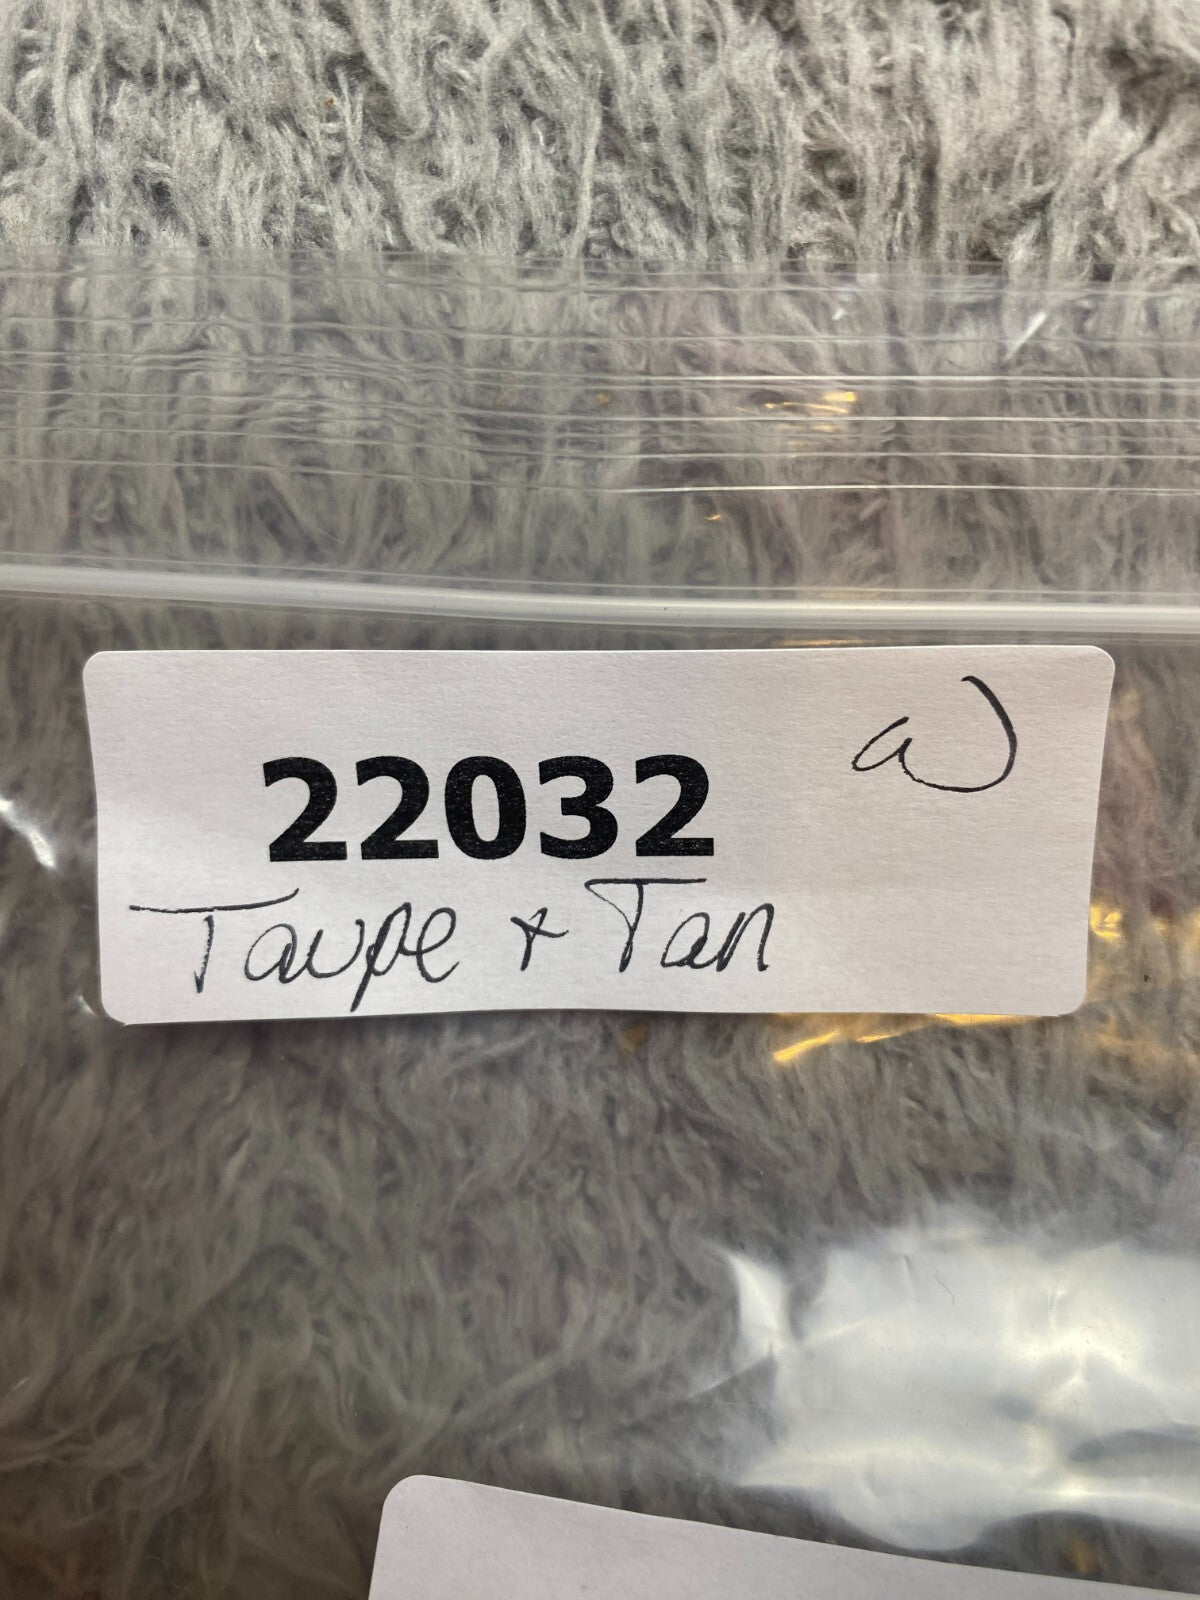 a)
22032
Taupe + Tan